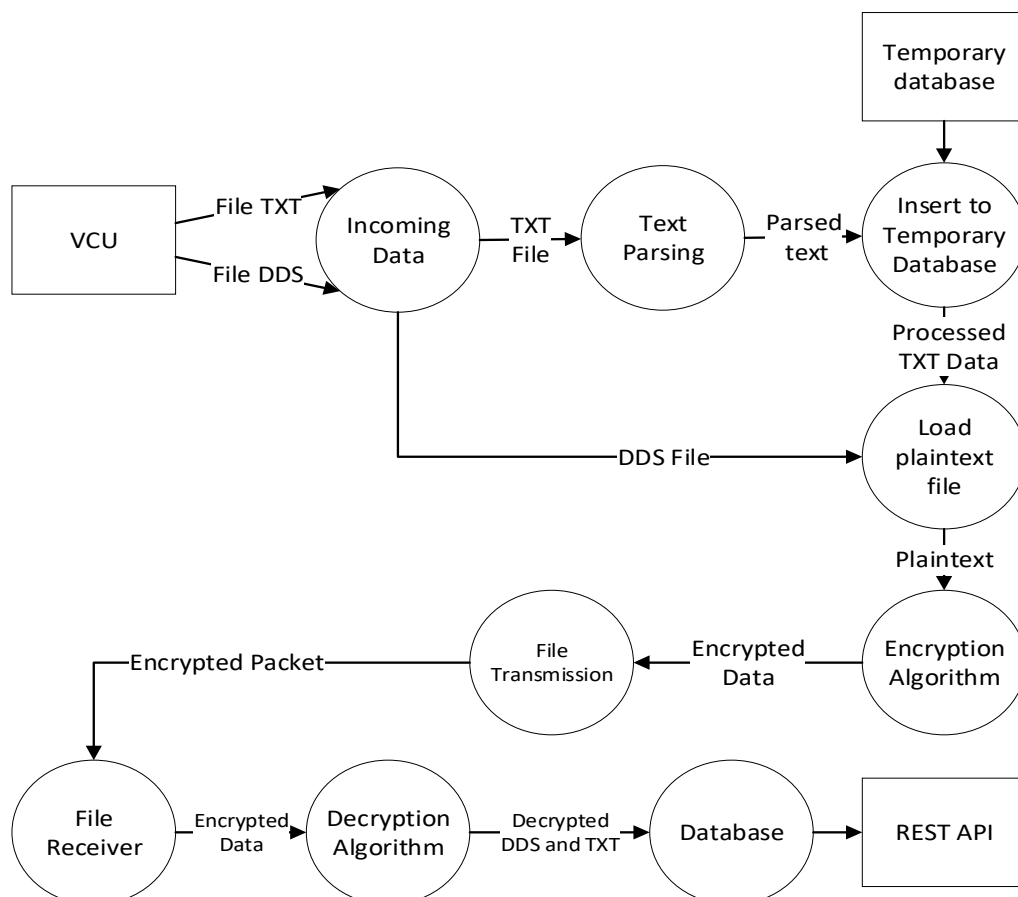 Temporary
database
VCU
File TXT
File DDS
Incoming
Data
TXT
File
Text
Parsing
Parsed
text
Insert to
Temporary
Database
Processed
TXT Data
Load
plaintext
file
DDS File
Plaintext
Encryption
Algorithm
Encrypted
Data
File
Transmission
Encrypted Packet
File
Receiver
Encrypted
Data
Decryption
Algorithm
Decrypted
DDS and TXT
Database
REST API